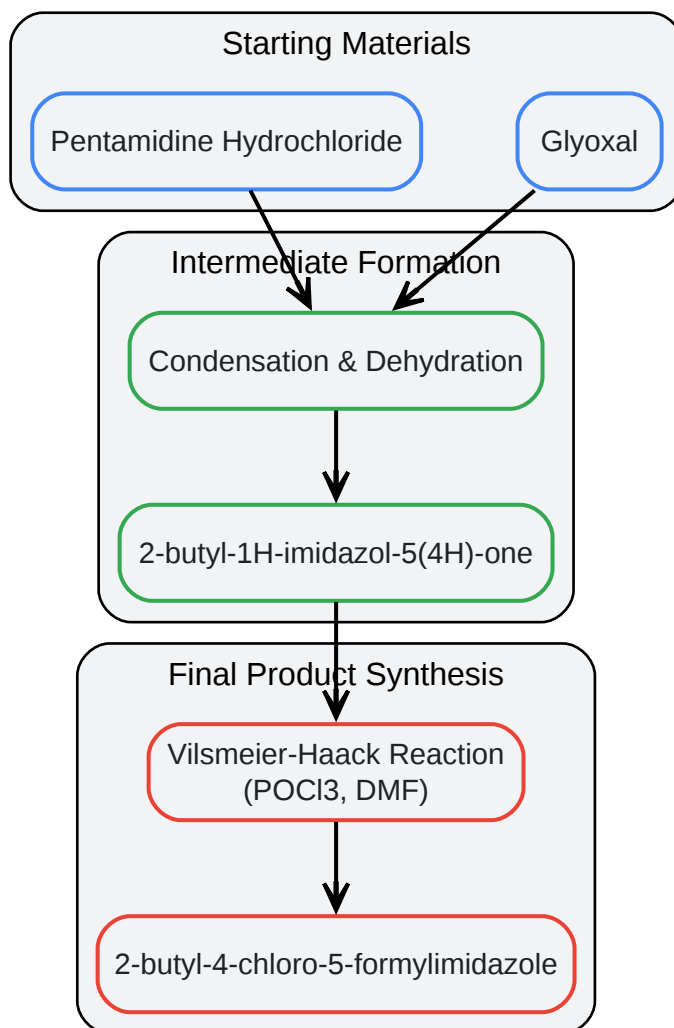 Starting Materials
Pentamidine Hydrochloride
Glyoxal
Intermediate Formation
Condensation & Dehydration
2-butyl-1H-imidazol-5(4H)-one
Final Product Synthesis
Vilsmeier-Haack Reaction
(POCl3, DMF)
2-butyl-4-chloro-5-formylimidazole